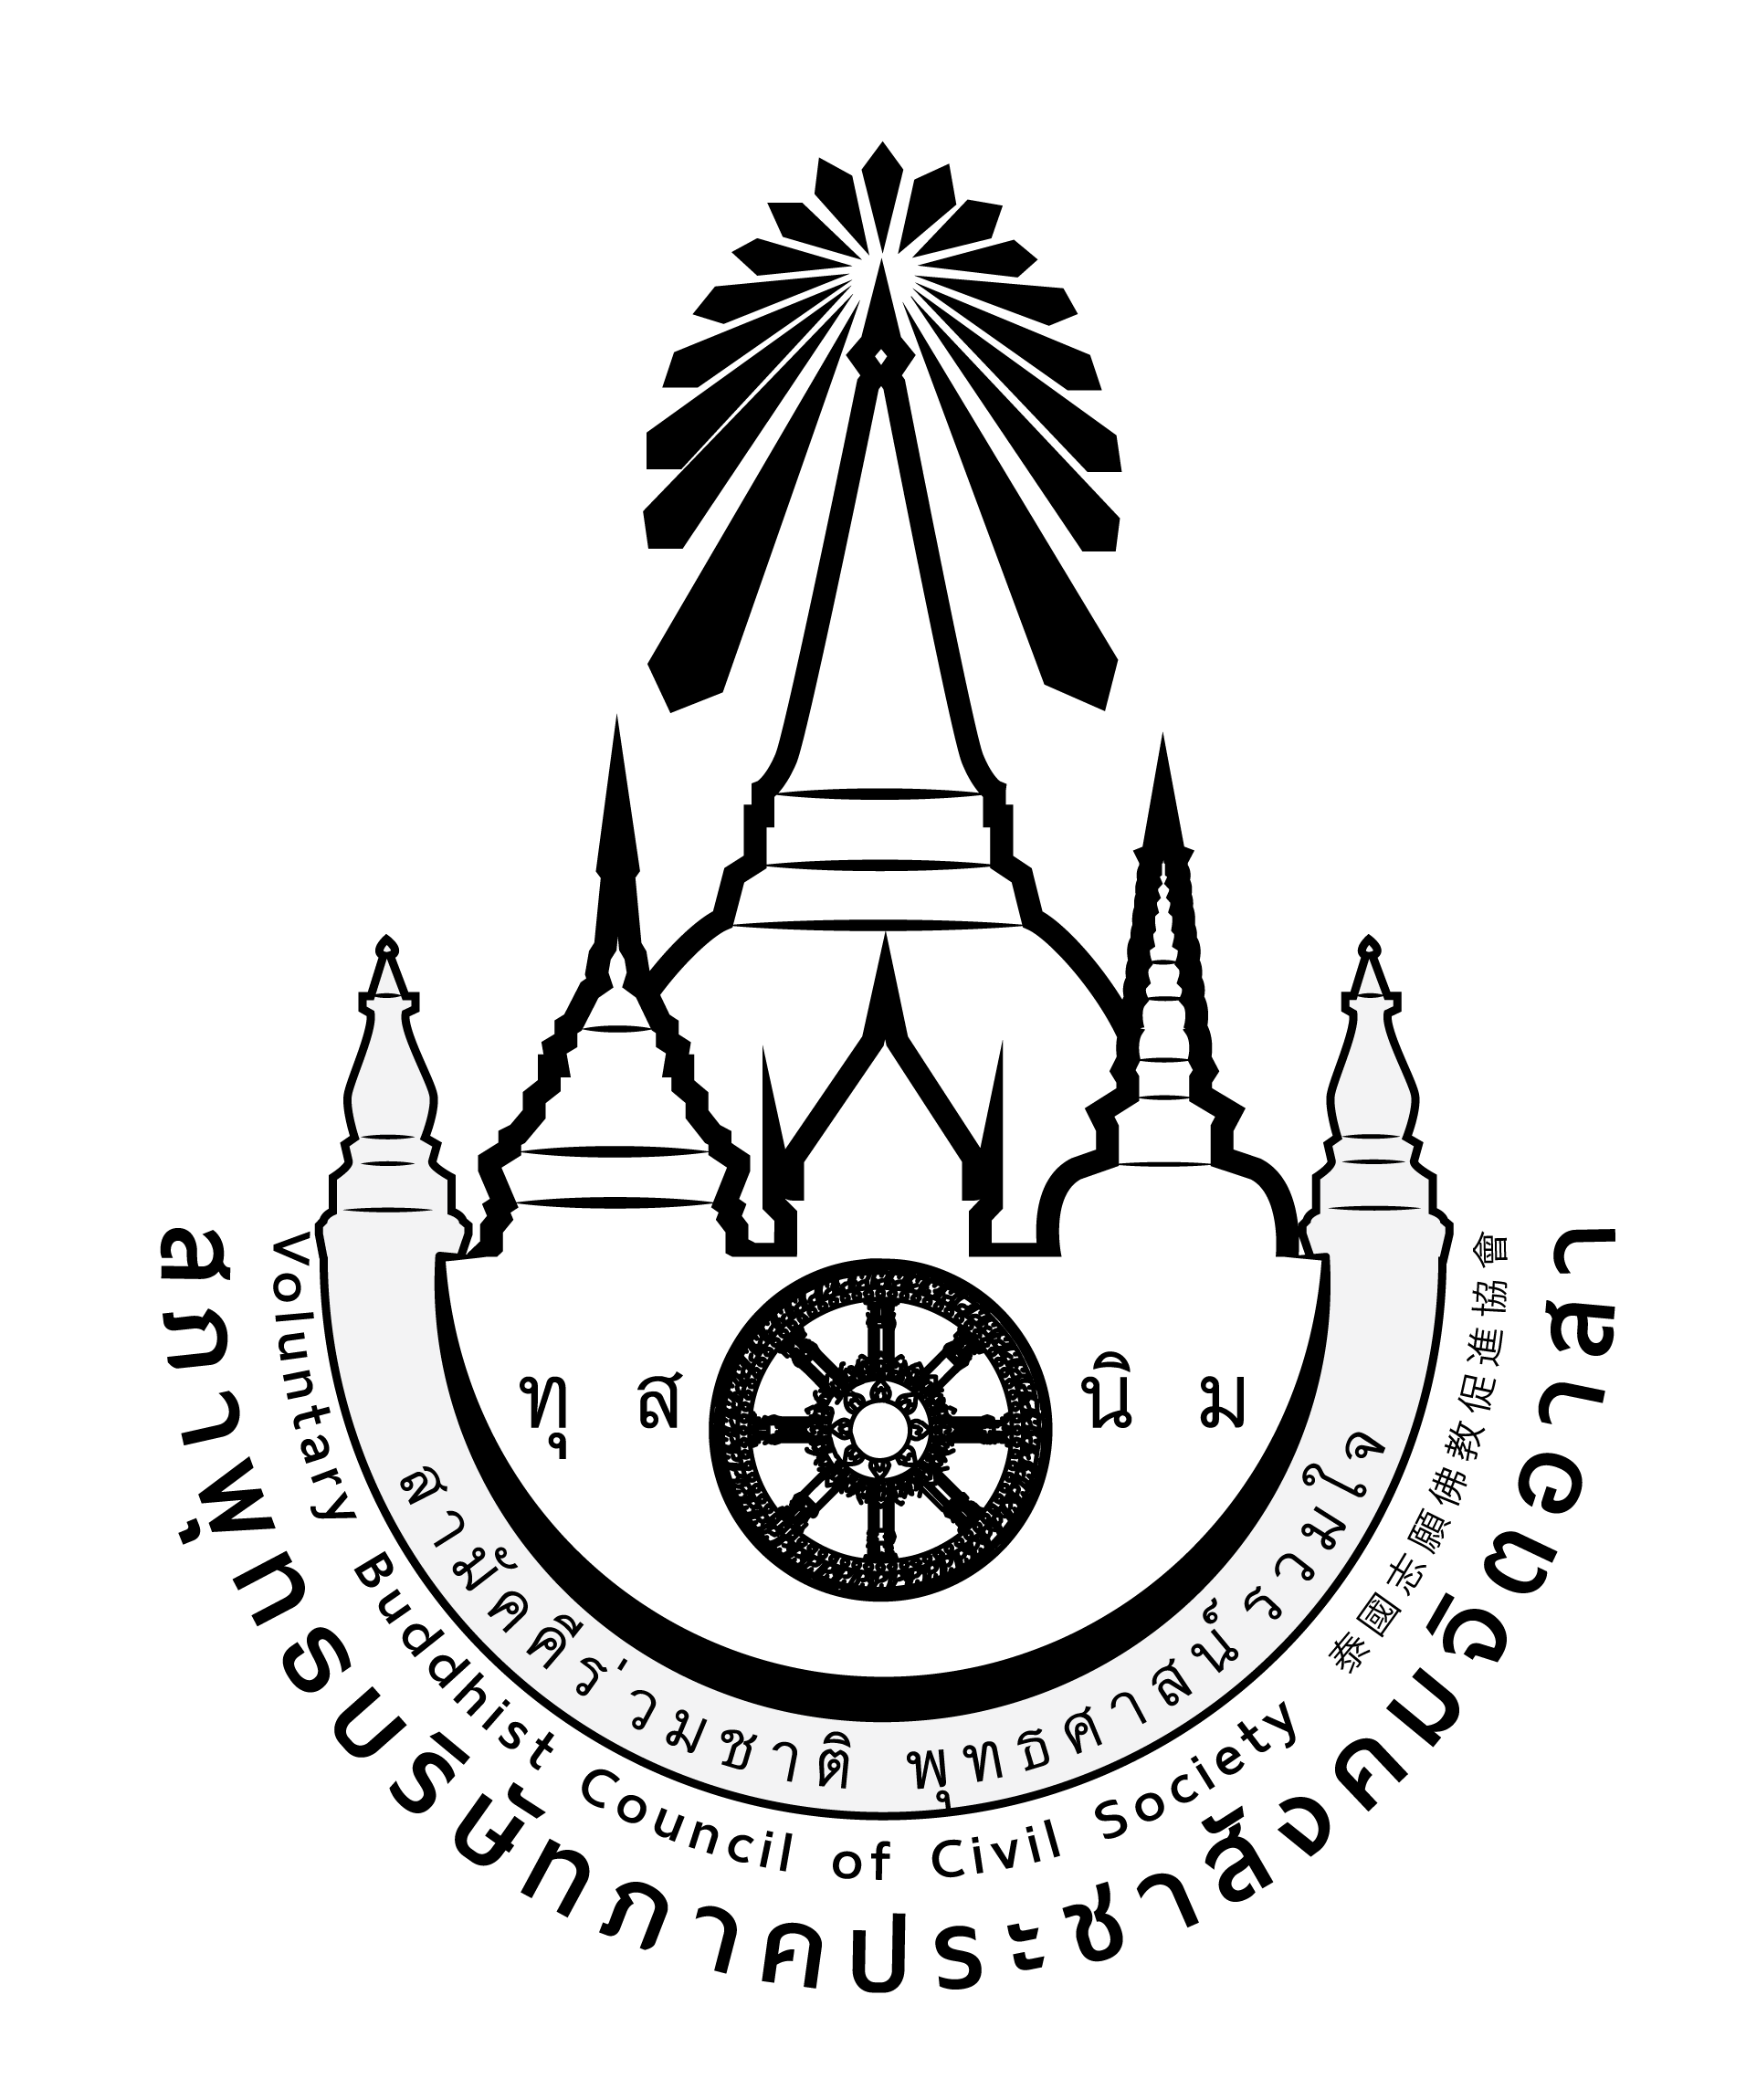 ทุ ส นิ ม
สามัคคีร่วมชาติ พุทธิศาสน์รวมใจ
Voluntary Buddhist Council of Civil Society
泰國志願佛教促進協會
สภาพุทธบริษัทภาคประชาสังคมจิตอาสา